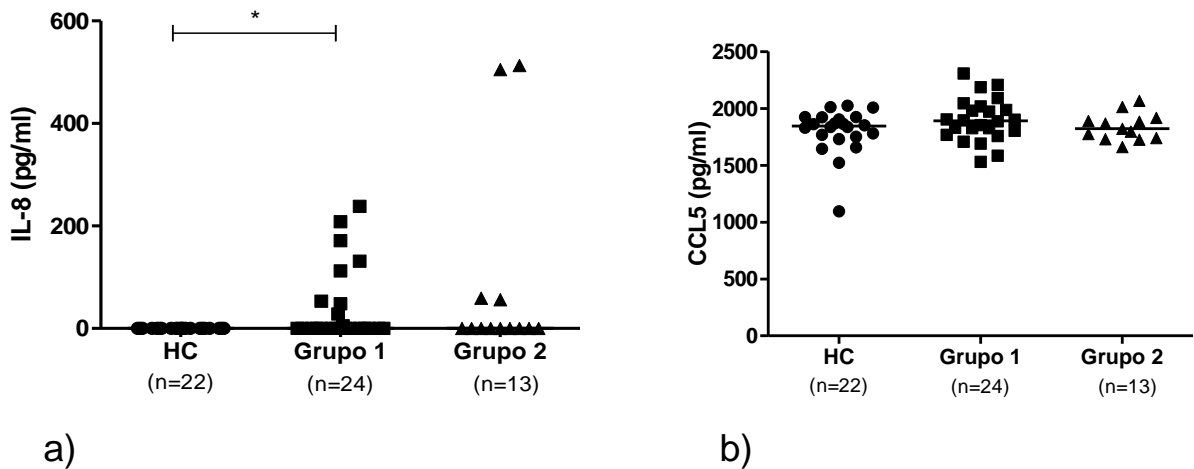 600
400
200
0
IL-8 (pg/ml)
*
HC
Grupo 1
Grupo 2
(n=22)
(n=24)
(n=13)
a)
2500
2000
1500
1000
500
0
CCL5 (pg/ml)
HC
Grupo 1
Grupo 2
(n=22)
(n=24)
(n=13)
b)